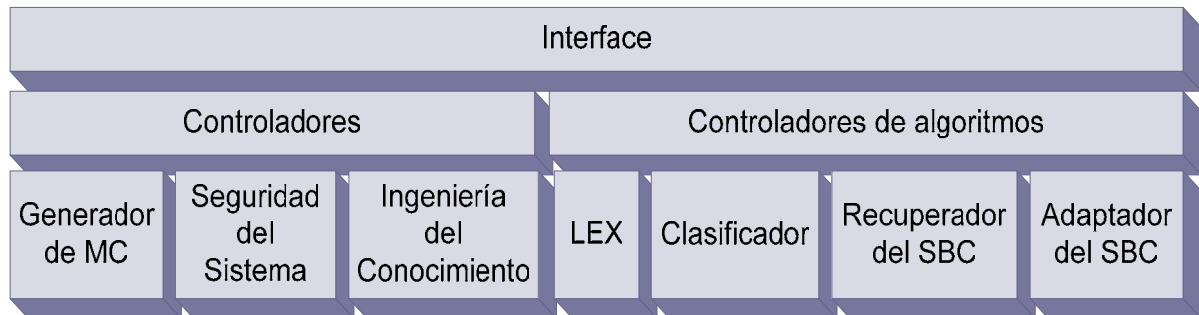 Interface
Controladores
Controladores de algoritmos
Generador
de MC
Seguridad
del
Sistema
Ingeniería
del
Conocimiento
LEX
Clasificador
Recuperador
del SBC
Adaptador
del SBC